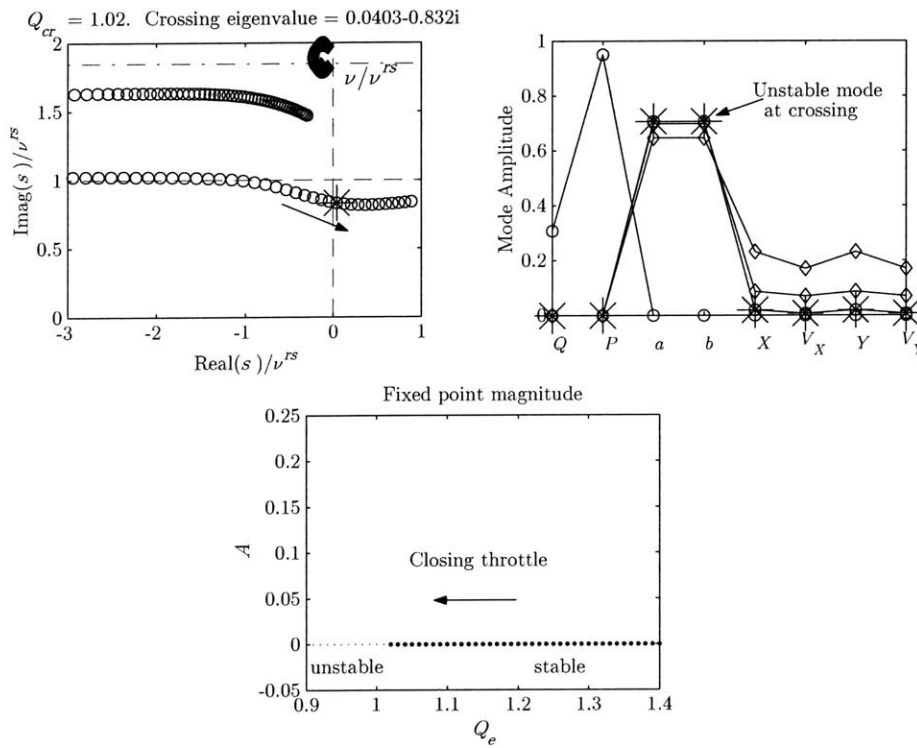 Q_cr = 1.02. Crossing eigenvalue = 0.0403-0.832i
2
1.5
1
0.5
0
Imag(s)/ν^rs
ν/ν^rs
-3
-2
-1
0
1
Real(s)/ν^rs
1
0.8
0.6
0.4
0.2
0
Mode Amplitude
Unstable mode
at crossing
Q
P
a
b
X
V_X
Y
V_Y
Fixed point magnitude
0.25
0.2
0.15
0.1
0.05
0
-0.05
A
Closing throttle
unstable
stable
0.9
1
1.1
1.2
1.3
1.4
Q_e